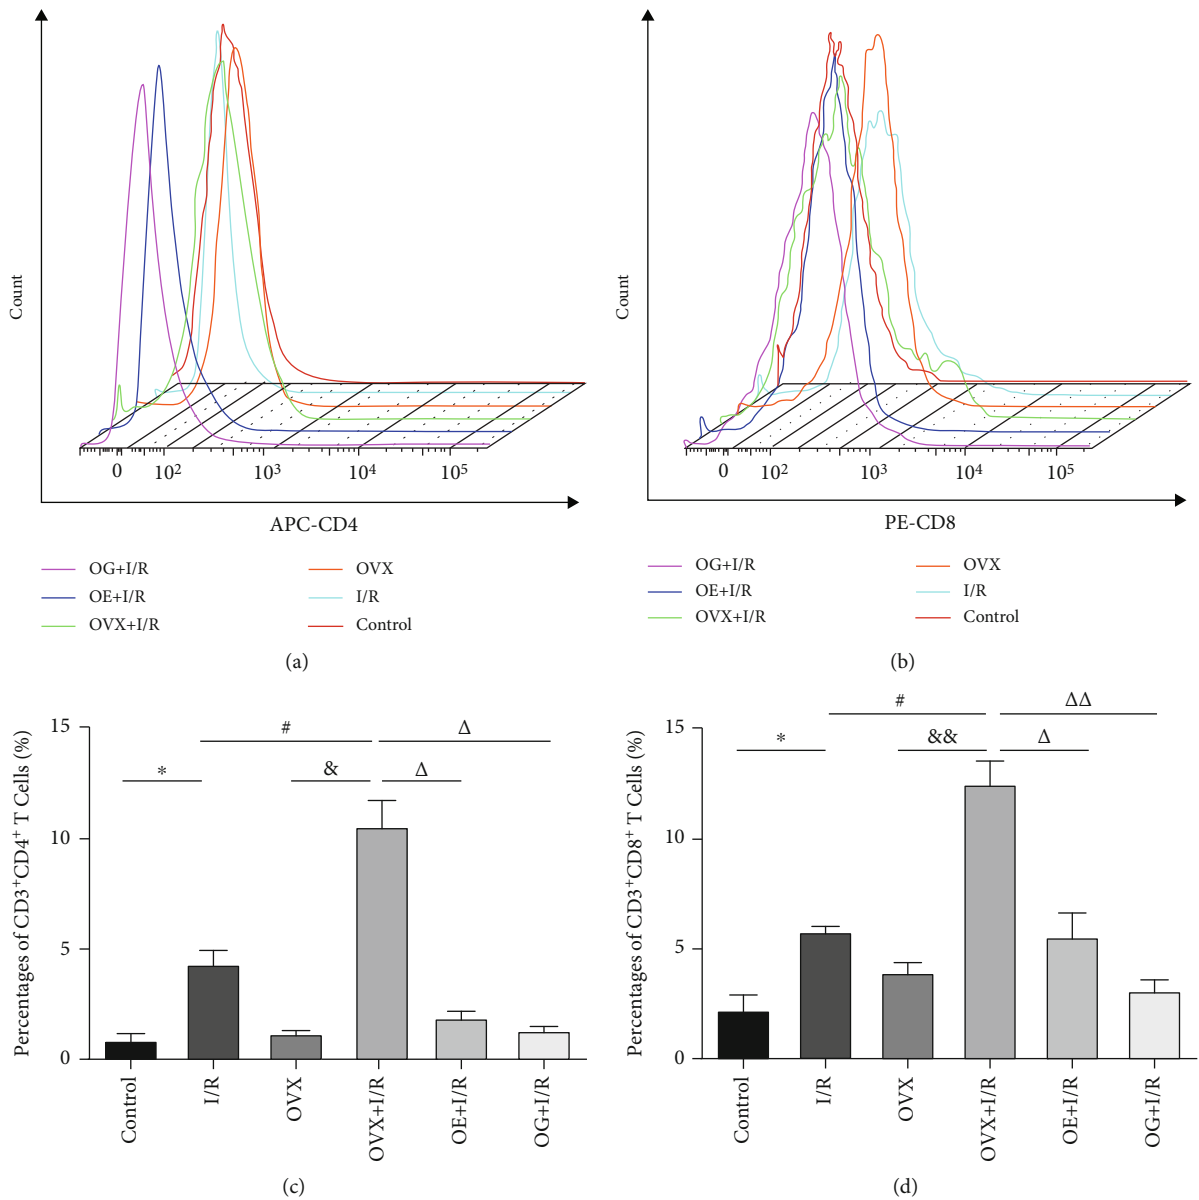 Count
0 10² 10³ 10⁴ 10⁵
APC-CD4
OG+I/R OVX
OE+I/R I/R
OVX+I/R Control
(a)
Count
0 10² 10³ 10⁴ 10⁵
PE-CD8
OG+I/R OVX
OE+I/R I/R
OVX+I/R Control
(b)
Percentages of CD3⁺CD4⁺ T Cells (%)
15
10
5
0
# Δ
* & Δ
Control I/R OVX OVX+I/R OE+I/R OG+I/R
(c)
Percentages of CD3⁺CD8⁺ T Cells (%)
15
10
5
0
# ΔΔ
* && Δ
Control I/R OVX OVX+I/R OE+I/R OG+I/R
(d)